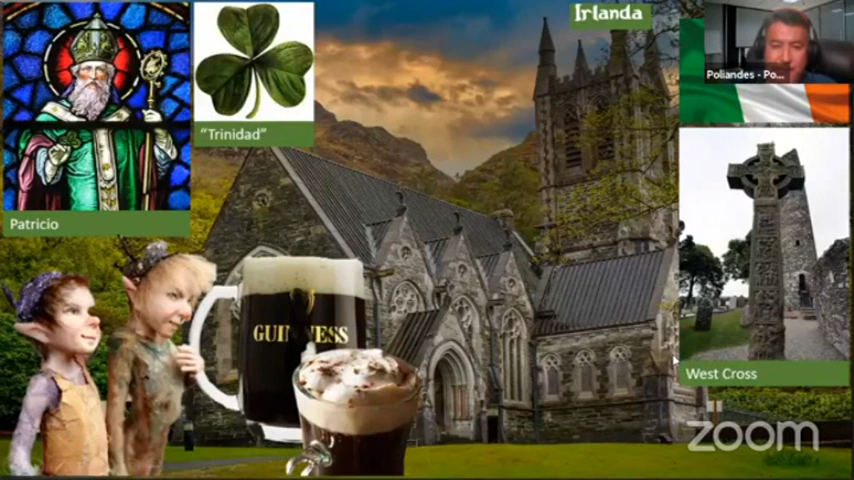 Irlanda
Poliandes - Po...
"Trinidad"
Patricio
GUINNESS
West Cross
zoom